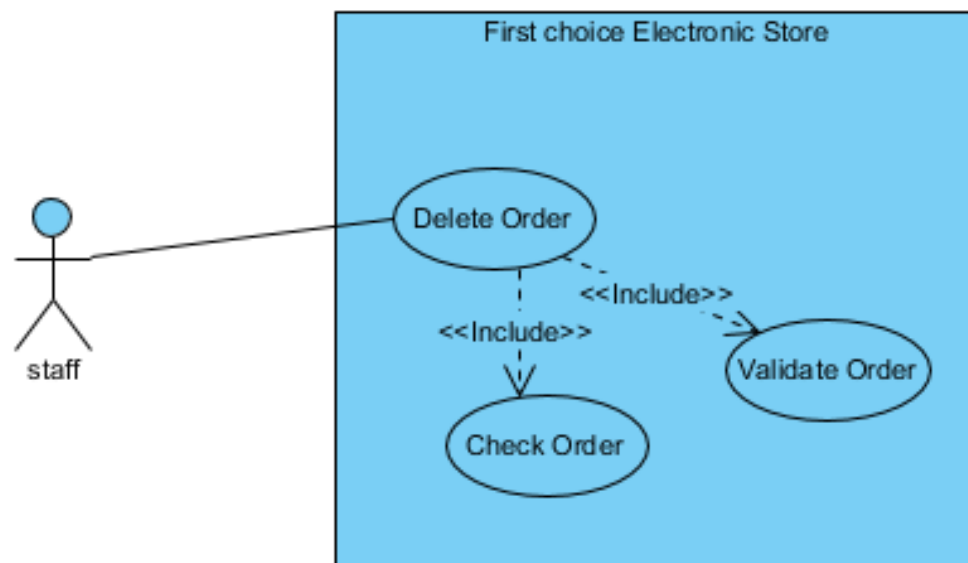 First choice Electronic Store
Delete Order
<<Include>>
<<Include>>
staff
Validate Order
Check Order